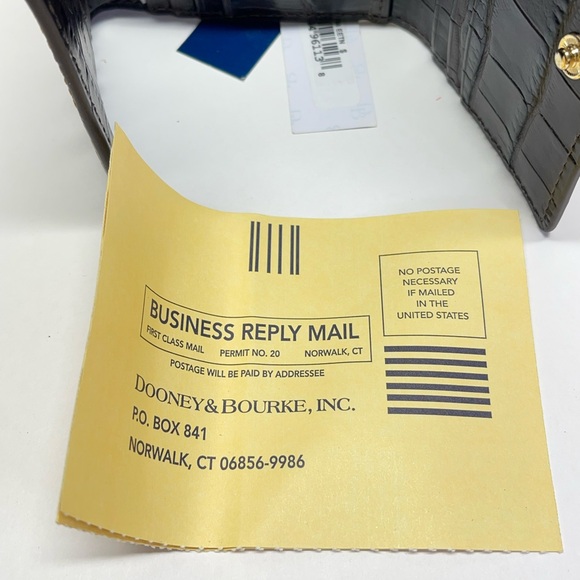 BUSINESS REPLY MAIL
FIRST CLASS MAIL PERMIT NO. 20 NORWALK, CT
POSTAGE WILL BE PAID BY ADDRESSEE
DOONEY & BOURKE, INC.
P.O. BOX 841
NORWALK, CT 06856-9986
NO POSTAGE
NECESSARY
IF MAILED
IN THE
UNITED STATES